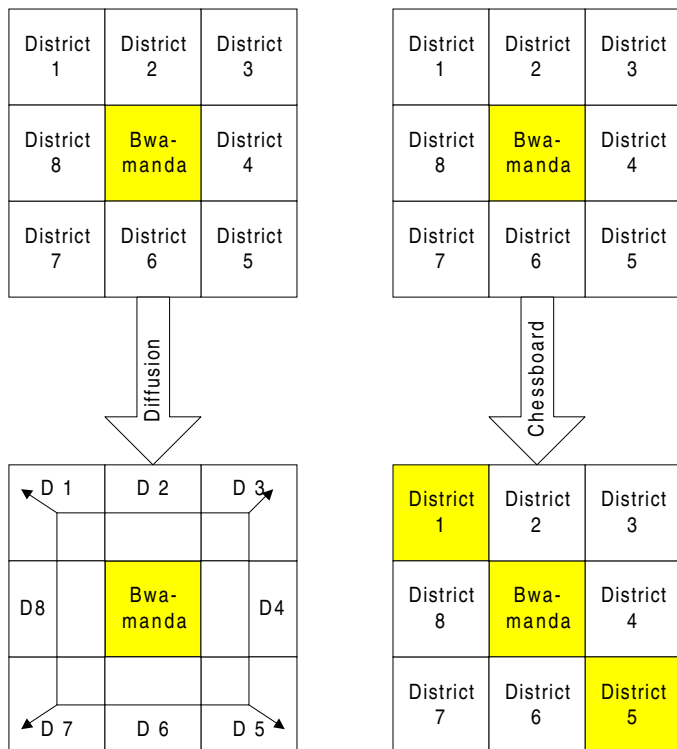 District District District
1 2 3
District Bwa- District
8 manda 4
District District District
7 6 5
Diffusion
D 1 D 2 D 3
D8 Bwa- D4
manda
D 7 D 6 D 5
District District District
1 2 3
District Bwa- District
8 manda 4
District District District
7 6 5
Chessboard
District District District
1 2 3
District Bwa- District
8 manda 4
District District District
7 6 5